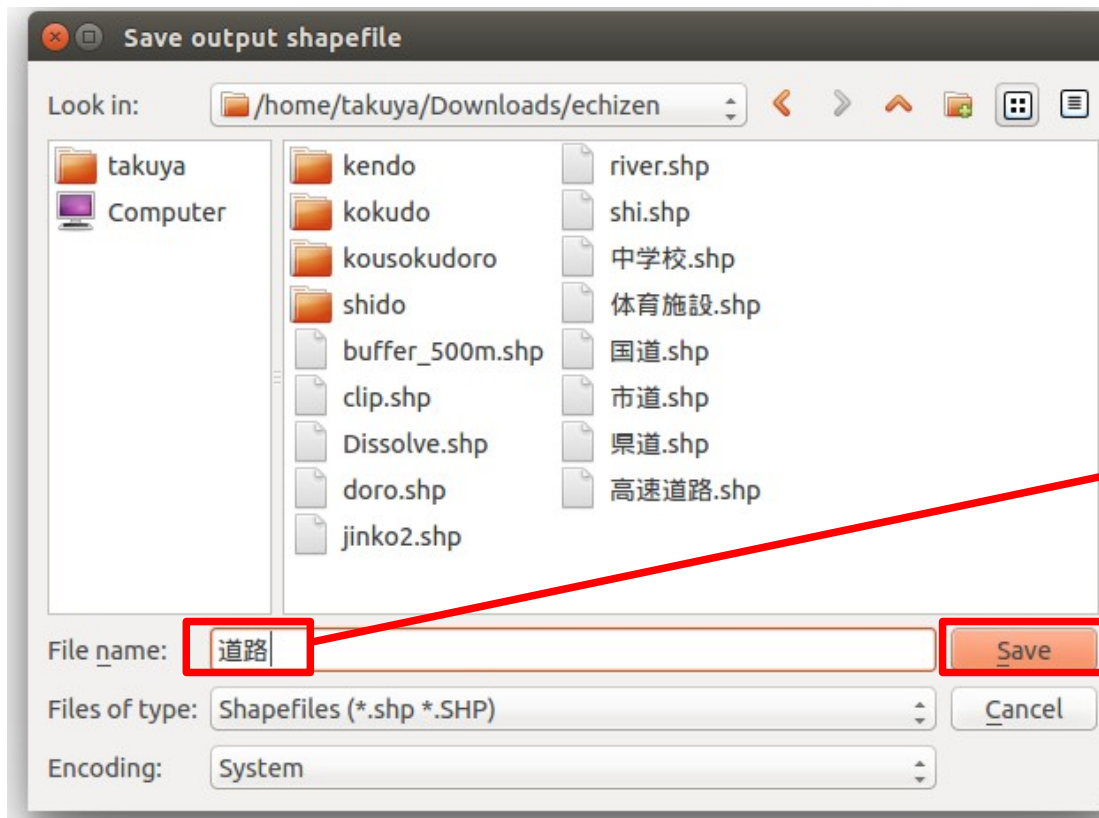 Save output shapefile
Look in:
/home/takuya/Downloads/echizen
takuya
Computer
kendo
kokudo
kousokudoro
shido
buffer_500m.shp
clip.shp
Dissolve.shp
doro.shp
jinko2.shp
river.shp
shi.shp
中学校.shp
体育施設.shp
国道.shp
市道.shp
県道.shp
高速道路.shp
File name:
道路
Save
Files of type:
Shapefiles (*.shp *.SHP)
Cancel
Encoding:
System